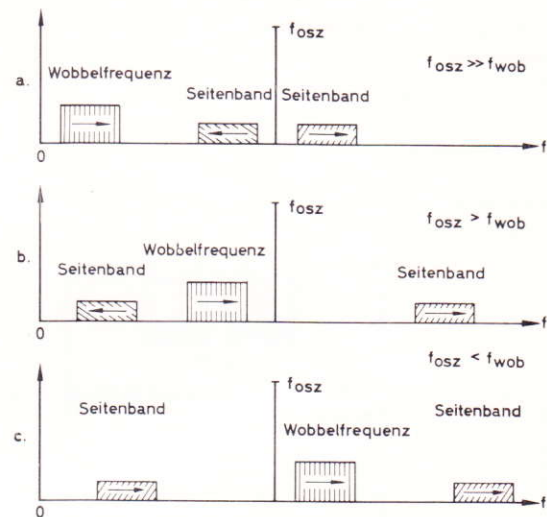 fosz
fosz >> fwob
Wobbelfrequenz
a.
Seitenband
Seitenband
0
f
fosz
fosz > fwob
Wobbelfrequenz
b.
Seitenband
Seitenband
0
f
fosz < fwob
fosz
Seitenband
Seitenband
Wobbelfrequenz
c.
0
f